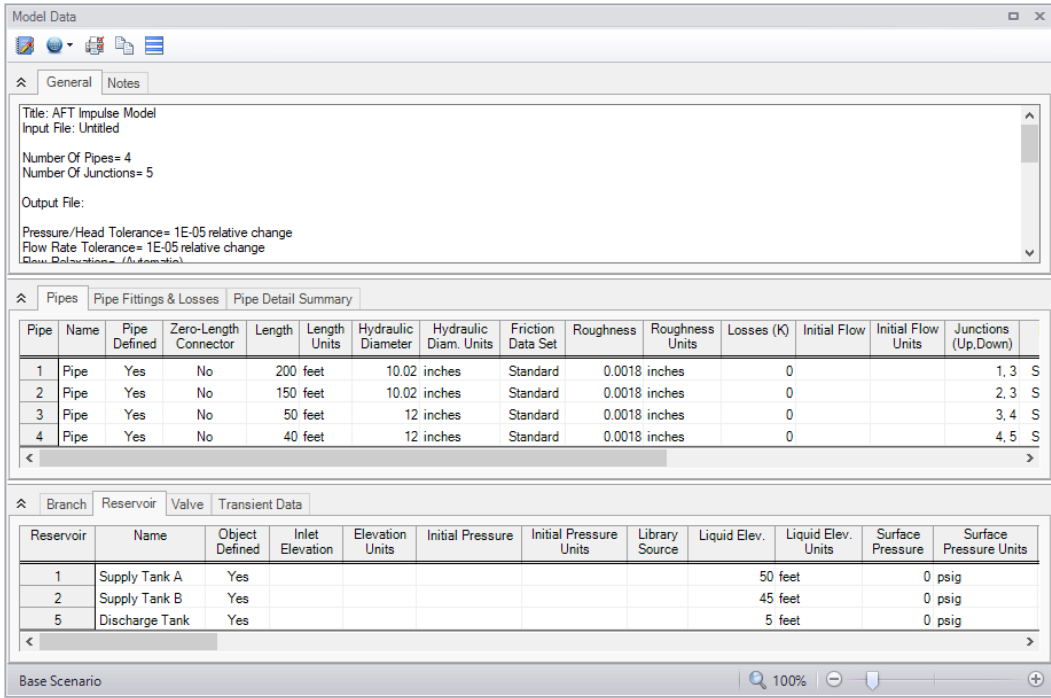 Model Data
General Notes
Title: AFT Impulse Model
Input File: Untitled
Number Of Pipes= 4
Number Of Junctions= 5
Output File:
Pressure/Head Tolerance= 1E-05 relative change
Flow Rate Tolerance= 1E-05 relative change
Flow Relaxation= (Automatic)
Pipes Pipe Fittings & Losses Pipe Detail Summary
Pipe Name Pipe Defined Zero-Length Connector Length Length Units Hydraulic Diameter Hydraulic Diam. Units Friction Data Set Roughness Roughness Units Losses (K) Initial Flow Initial Flow Units Junctions (Up,Down)
1 Pipe Yes No 200 feet 10.02 inches Standard 0.0018 inches 0 1, 3 S
2 Pipe Yes No 150 feet 10.02 inches Standard 0.0018 inches 0 2, 3 S
3 Pipe Yes No 50 feet 12 inches Standard 0.0018 inches 0 3, 4 S
4 Pipe Yes No 40 feet 12 inches Standard 0.0018 inches 0 4, 5 S
Branch Reservoir Valve Transient Data
Reservoir Name Object Defined Inlet Elevation Elevation Units Initial Pressure Initial Pressure Units Library Source Liquid Elev. Liquid Elev. Units Surface Pressure Surface Pressure Units
1 Supply Tank A Yes 50 feet 0 psig
2 Supply Tank B Yes 45 feet 0 psig
5 Discharge Tank Yes 5 feet 0 psig
Base Scenario 100%